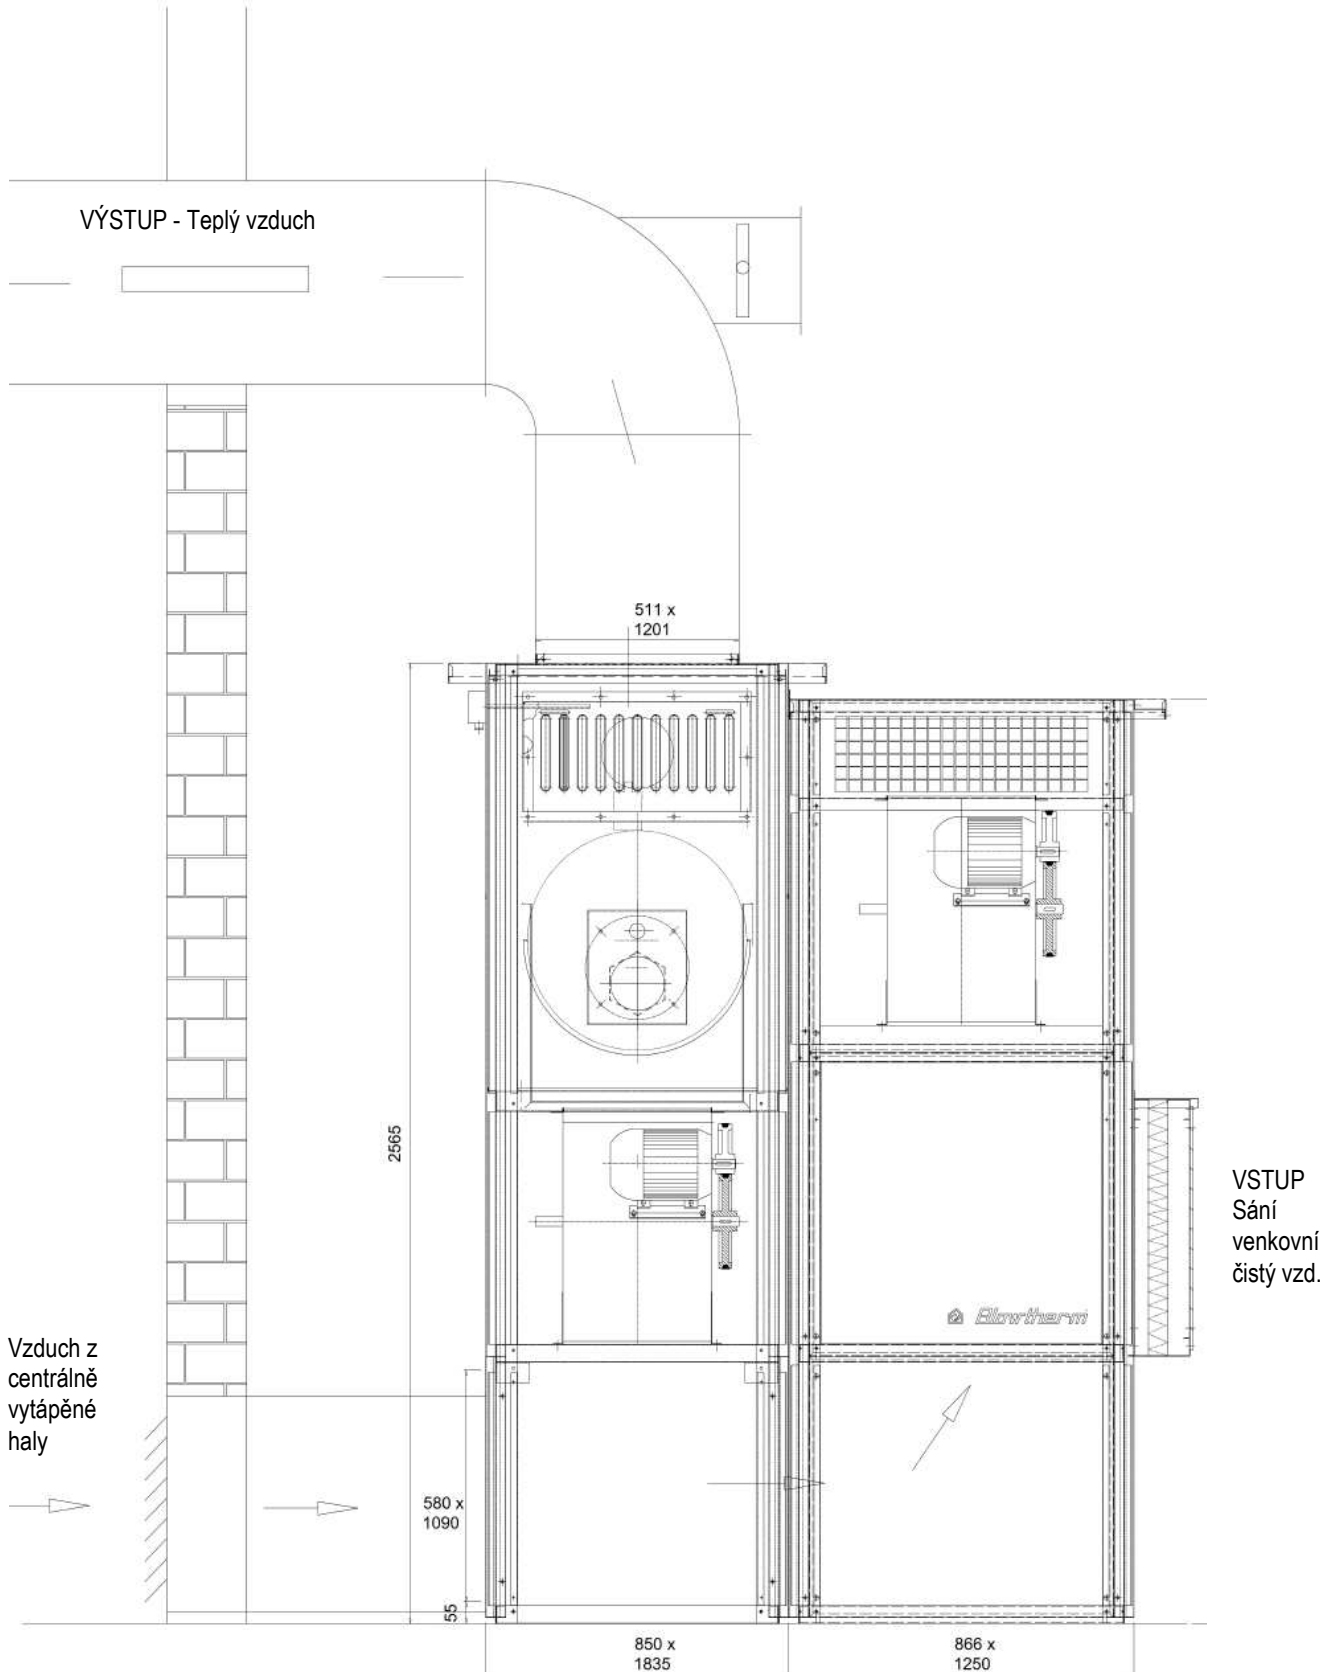 VÝSTUP - Teplý vzduch
511 x
1201
2565
VSTUP
Sání
venkovní
čistý vzd.
Blowtherm
Vzduch z
centrálně
vytápěné
haly
580 x
1090
55
850 x
1835
866 x
1250